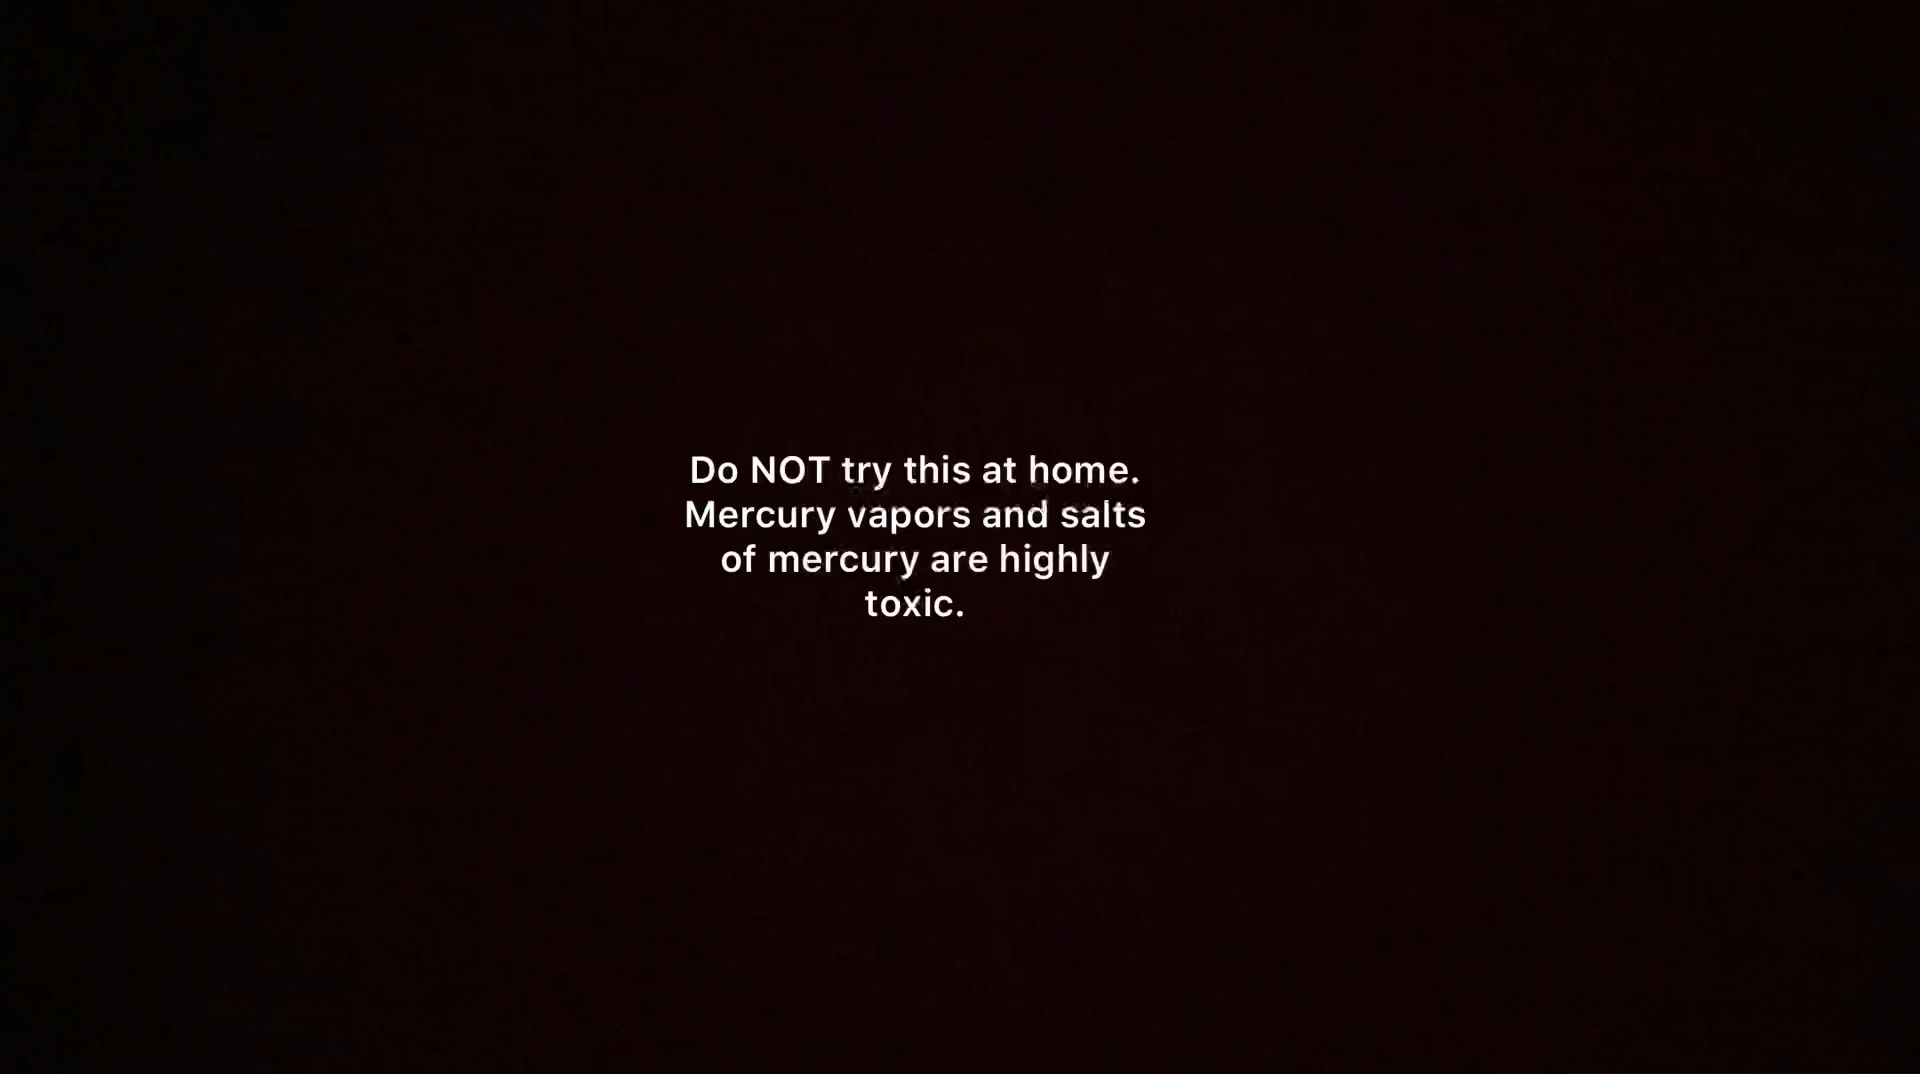 Do NOT try this at home.
Mercury vapors and salts
of mercury are highly
toxic.